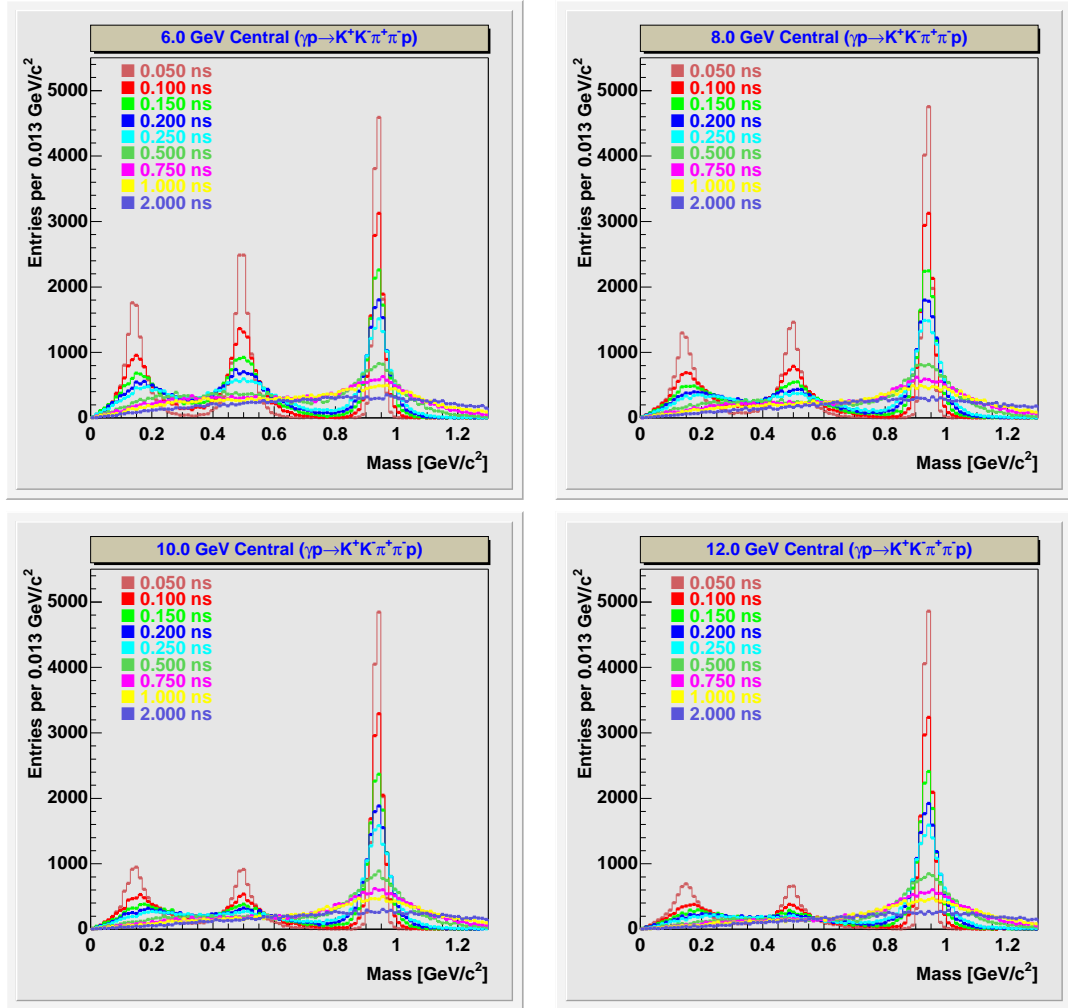 6.0 GeV Central (γp→K⁺K⁻π⁺π⁻p)
Entries per 0.013 GeV/c²
0.050 ns
0.100 ns
0.150 ns
0.200 ns
0.250 ns
0.500 ns
0.750 ns
1.000 ns
2.000 ns
5000
4000
3000
2000
1000
0
0 0.2 0.4 0.6 0.8 1 1.2
Mass [GeV/c²]
8.0 GeV Central (γp→K⁺K⁻π⁺π⁻p)
Entries per 0.013 GeV/c²
0.050 ns
0.100 ns
0.150 ns
0.200 ns
0.250 ns
0.500 ns
0.750 ns
1.000 ns
2.000 ns
5000
4000
3000
2000
1000
0
0 0.2 0.4 0.6 0.8 1 1.2
Mass [GeV/c²]
10.0 GeV Central (γp→K⁺K⁻π⁺π⁻p)
Entries per 0.013 GeV/c²
0.050 ns
0.100 ns
0.150 ns
0.200 ns
0.250 ns
0.500 ns
0.750 ns
1.000 ns
2.000 ns
5000
4000
3000
2000
1000
0
0 0.2 0.4 0.6 0.8 1 1.2
Mass [GeV/c²]
12.0 GeV Central (γp→K⁺K⁻π⁺π⁻p)
Entries per 0.013 GeV/c²
0.050 ns
0.100 ns
0.150 ns
0.200 ns
0.250 ns
0.500 ns
0.750 ns
1.000 ns
2.000 ns
5000
4000
3000
2000
1000
0
0 0.2 0.4 0.6 0.8 1 1.2
Mass [GeV/c²]